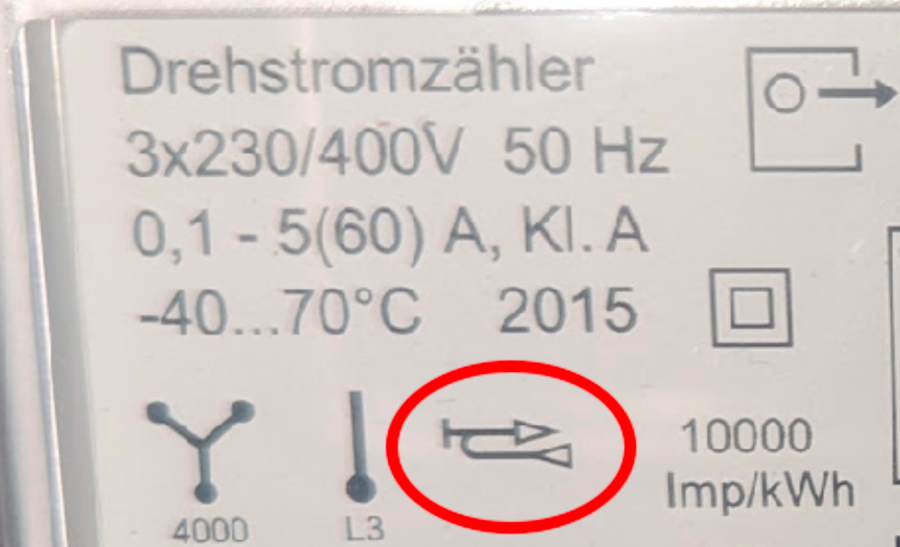 Drehstromzähler
3x230/400V 50 Hz
0,1 - 5(60) A, Kl. A
-40...70°C 2015
4000
L3
10000
Imp/kWh